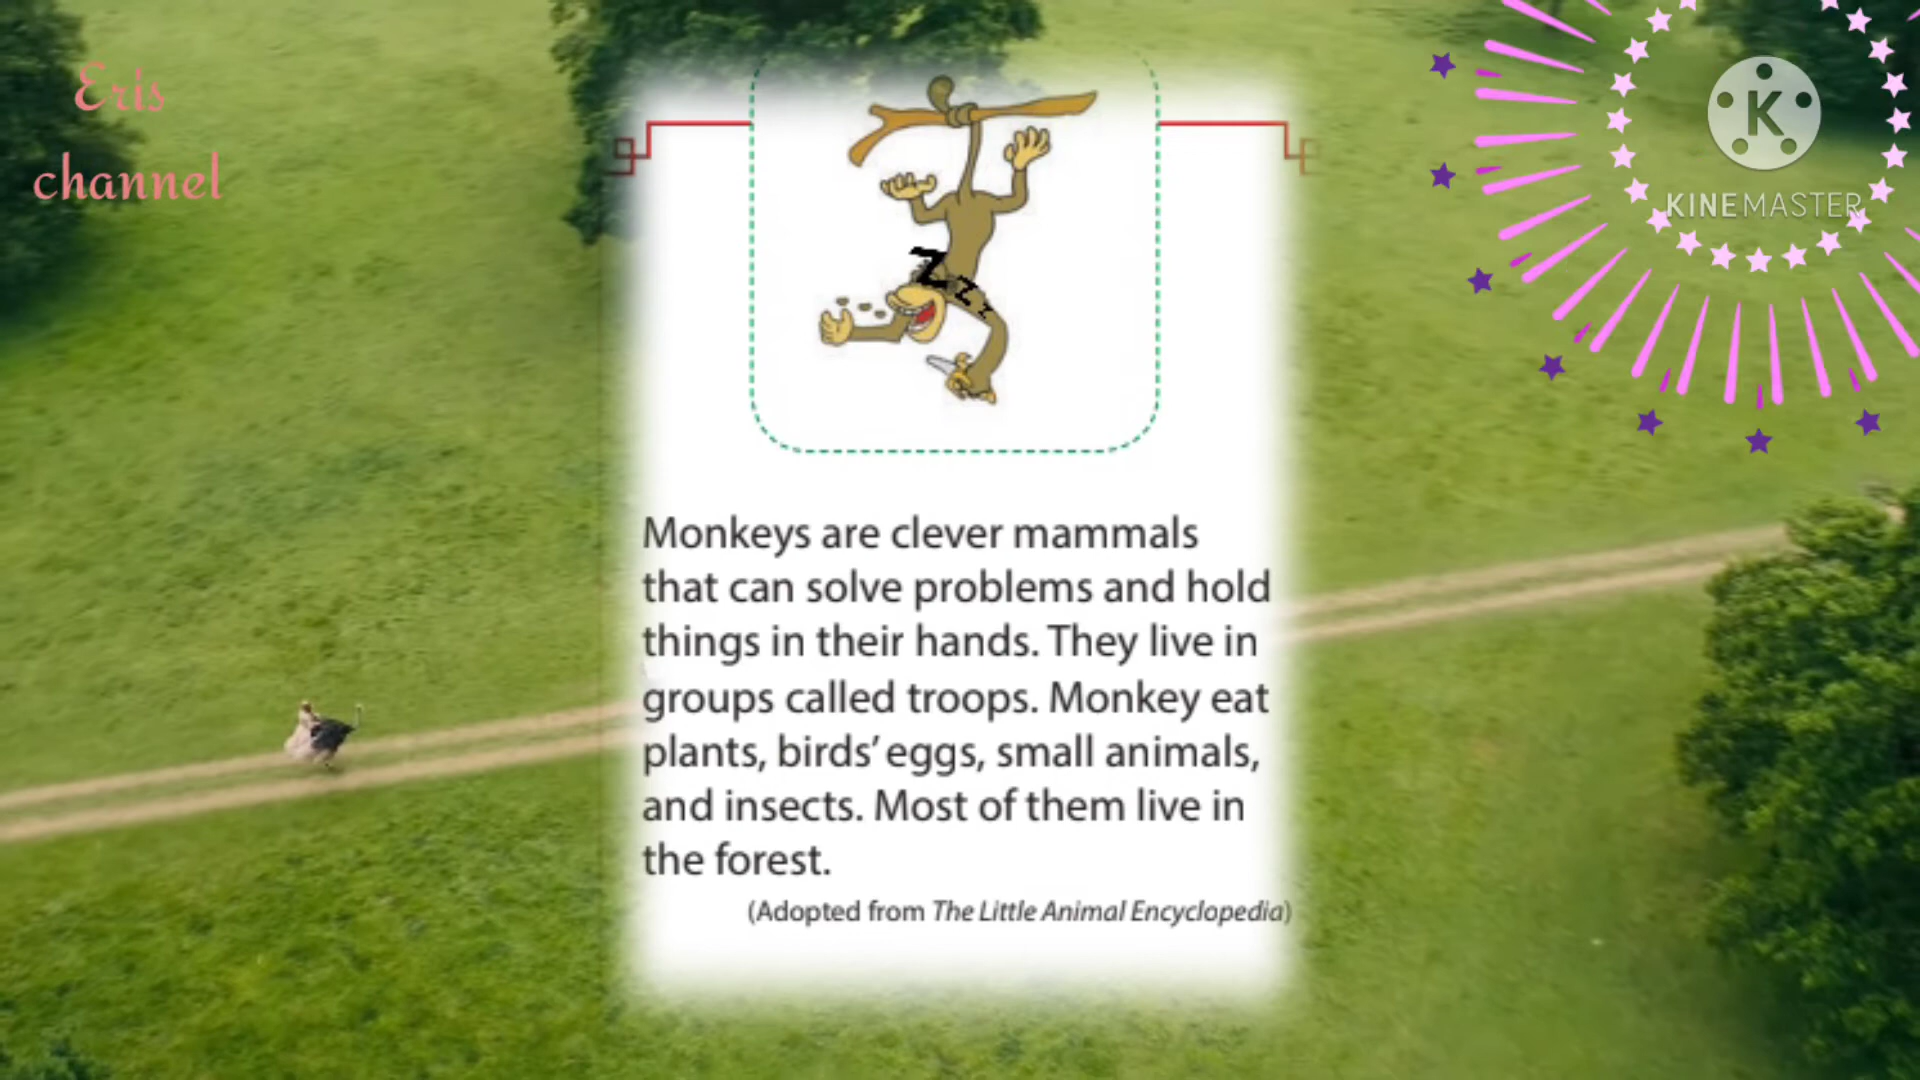 Eris
channel
K
KINEMASTER
Z
Z
Z
Monkeys are clever mammals
that can solve problems and hold
things in their hands. They live in
groups called troops. Monkey eat
plants, birds’ eggs, small animals,
and insects. Most of them live in
the forest.
(Adopted from The Little Animal Encyclopedia)